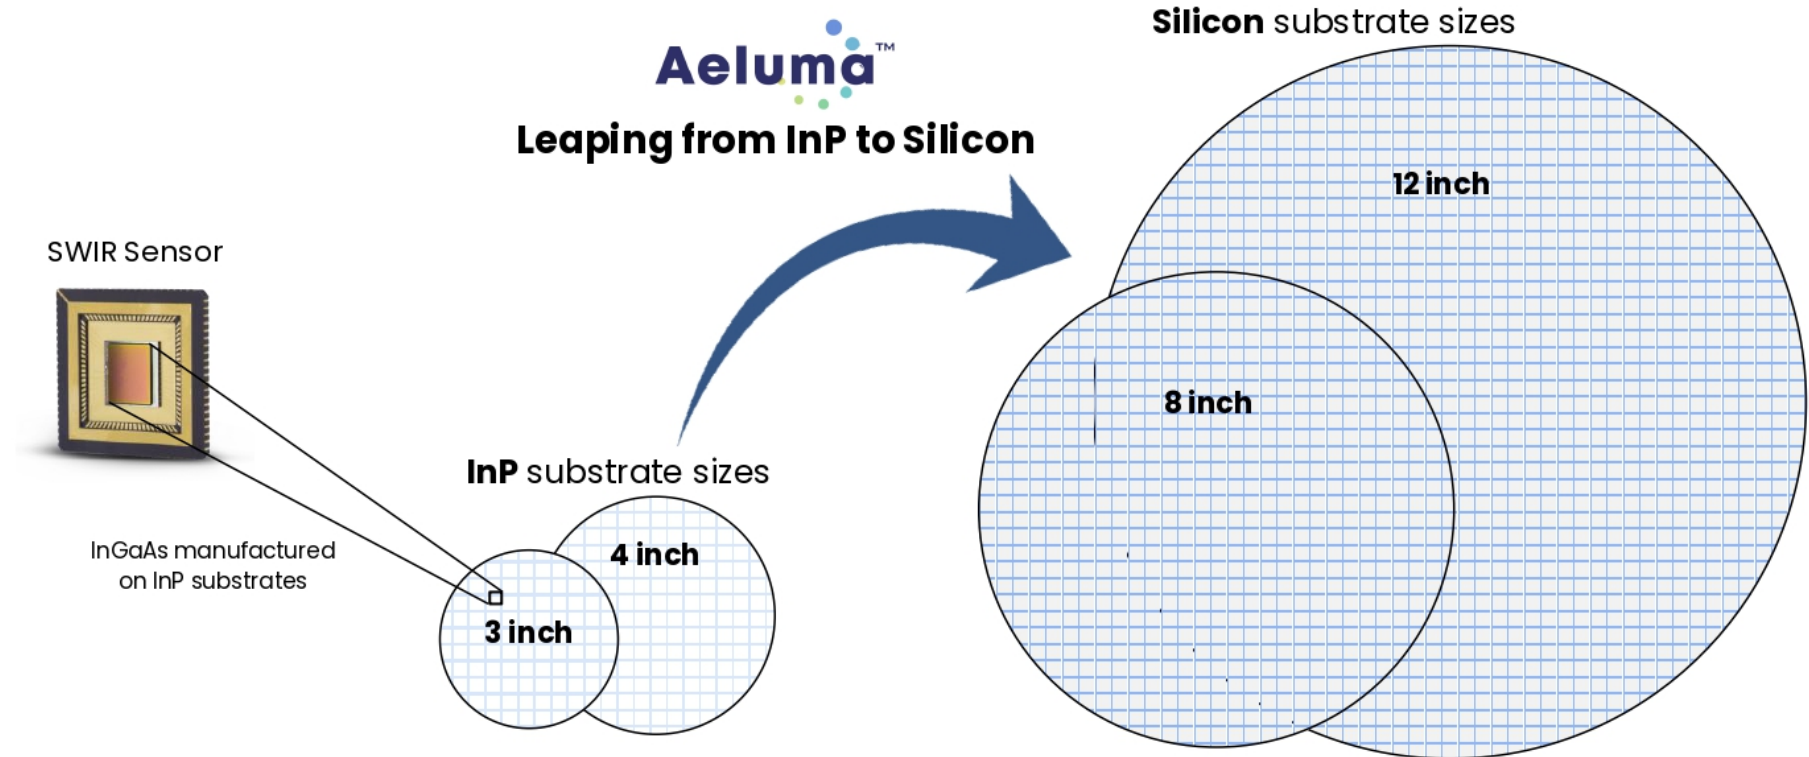 Silicon substrate sizes
Aeluma™
Leaping from InP to Silicon
12 inch
SWIR Sensor
8 inch
InP substrate sizes
InGaAs manufactured
on InP substrates
4 inch
3 inch